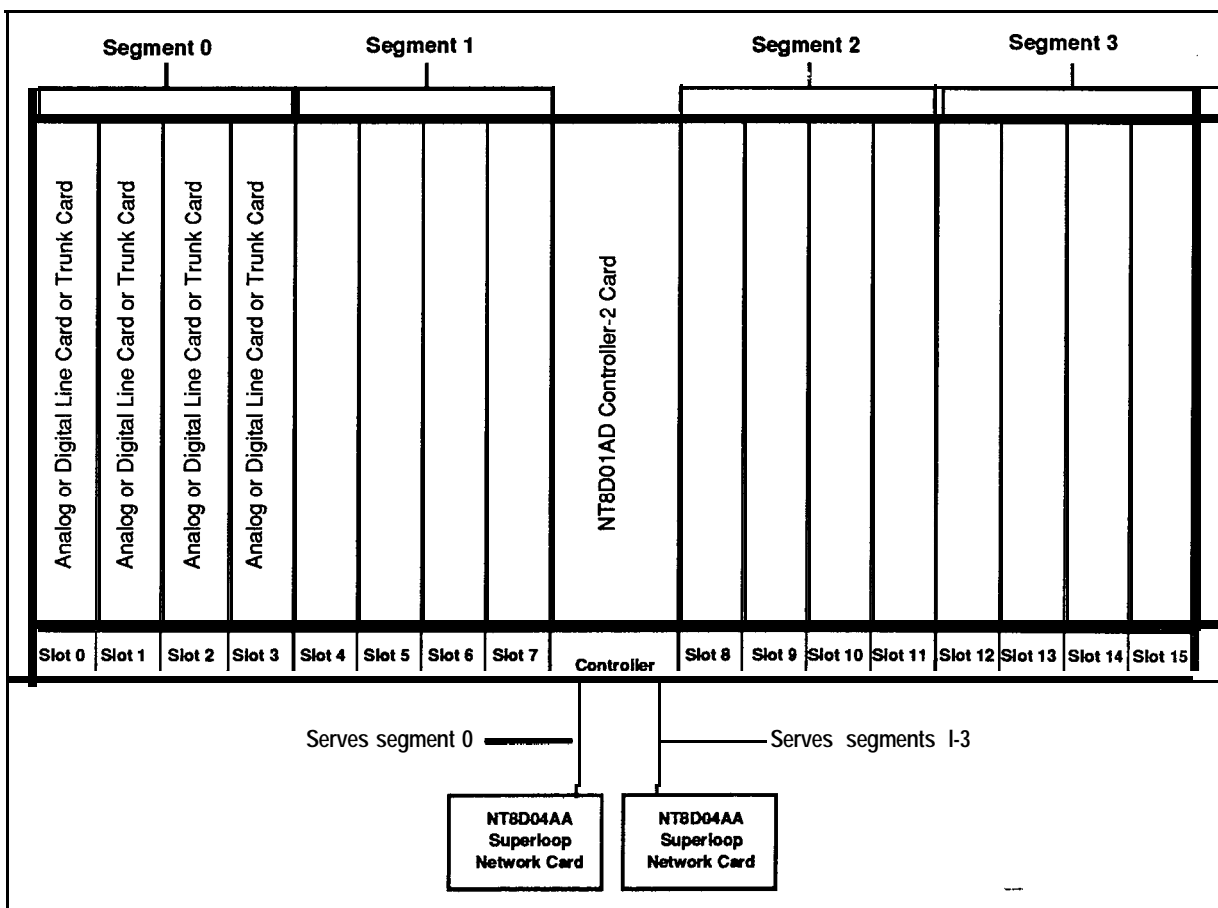 Segment 0
Segment 1
Segment 2
Segment 3
Analog or Digital Line Card or Trunk Card
Analog or Digital Line Card or Trunk Card
Analog or Digital Line Card or Trunk Card
Analog or Digital Line Card or Trunk Card
NT8D01AD Controller-2 Card
Slot 0
Slot 1
Slot 2
Slot 3
Slot 4
Slot 5
Slot 6
Slot 7
Controller
Slot 8
Slot 9
Slot 10
Slot 11
Slot 12
Slot 13
Slot 14
Slot 15
Serves segment 0
Serves segments I-3
NT8D04AA
Superloop
Network Card
NT8D04AA
Superloop
Network Card